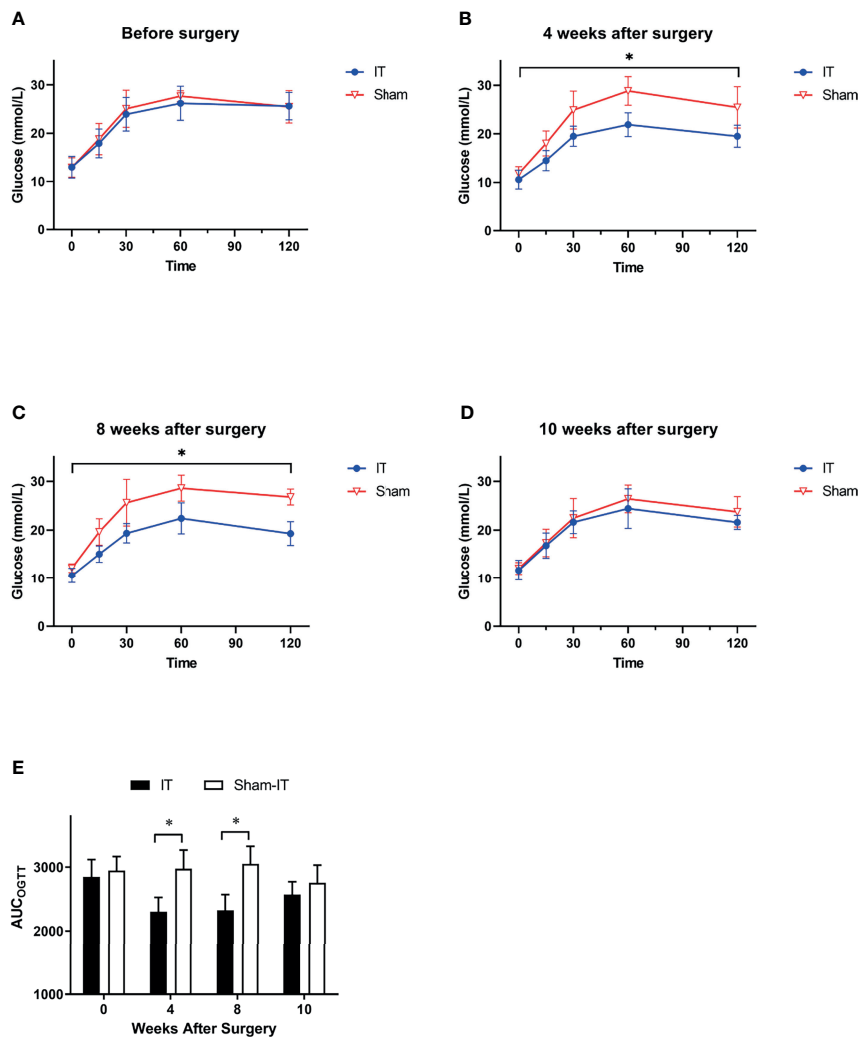 A
Before surgery
IT
Sham
30
20
10
0
Glucose (mmol/L)
0 30 60 90 120
Time
B
4 weeks after surgery
*
IT
Sham
30
20
10
0
Glucose (mmol/L)
0 30 60 90 120
Time
C
8 weeks after surgery
*
IT
Sham
30
20
10
0
Glucose (mmol/L)
0 30 60 90 120
Time
D
10 weeks after surgery
IT
Sham
30
20
10
0
Glucose (mmol/L)
0 30 60 90 120
Time
E
IT Sham-IT
* *
3000
2000
1000
AUCOGTT
0 4 8 10
Weeks After Surgery